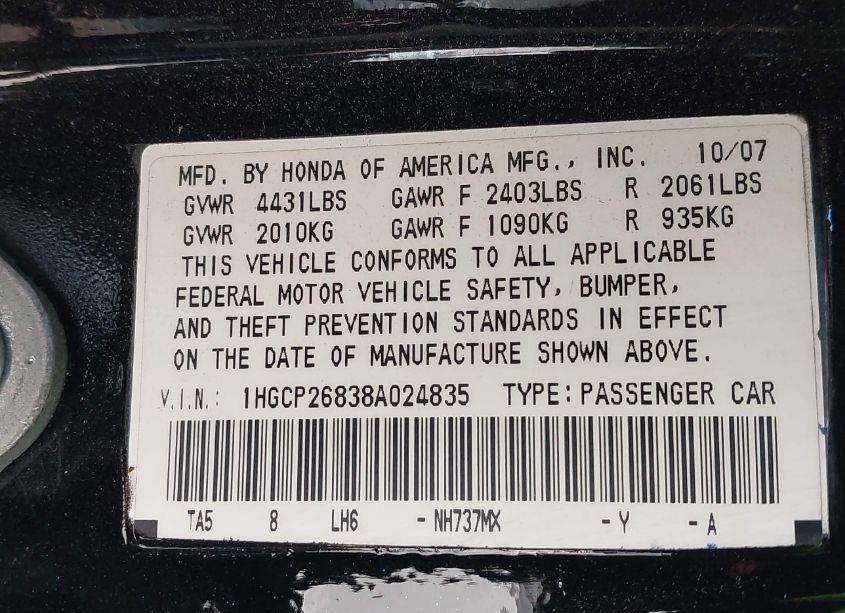 MFD. BY HONDA OF AMERICA MFG., INC. 10/07
GVWR 4431LBS GAWR F 2403LBS R 2061LBS
GVWR 2010KG GAWR F 1090KG R 935KG
THIS VEHICLE CONFORMS TO ALL APPLICABLE
FEDERAL MOTOR VEHICLE SAFETY, BUMPER,
AND THEFT PREVENTION STANDARDS IN EFFECT
ON THE DATE OF MANUFACTURE SHOWN ABOVE.
V.I.N.: 1HGCP26838A024835 TYPE: PASSENGER CAR
TA5 8 LH6 - NH737MX - Y - A